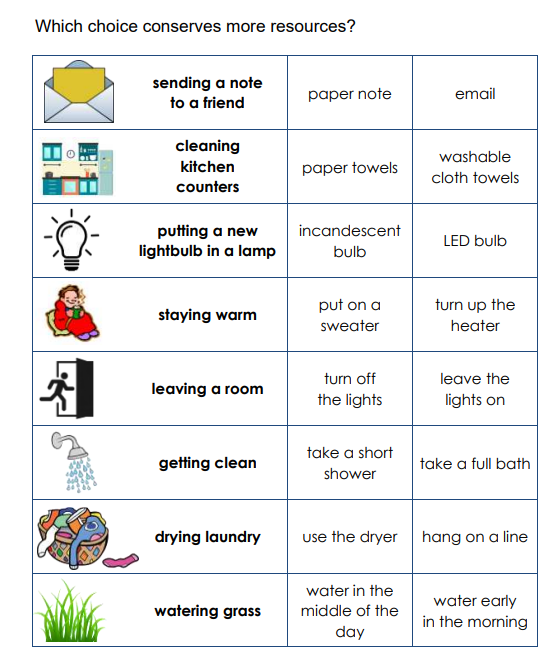 Which choice conserves more resources?
sending a note
to a friend
paper note
email
cleaning
kitchen
counters
paper towels
washable
cloth towels
putting a new
lightbulb in a lamp
incandescent
bulb
LED bulb
staying warm
put on a
sweater
turn up the
heater
leaving a room
turn off
the lights
leave the
lights on
getting clean
take a short
shower
take a full bath
drying laundry
use the dryer
hang on a line
watering grass
water in the
middle of the
day
water early
in the morning